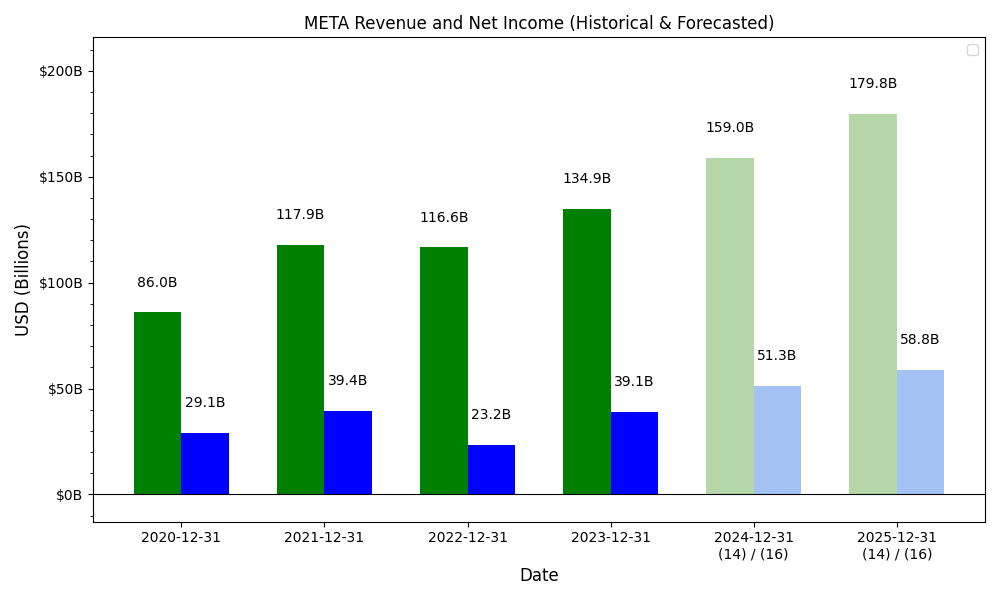 META Revenue and Net Income (Historical & Forecasted)
USD (Billions)
$200B
$150B
$100B
$50B
$0B
86.0B
29.1B
117.9B
39.4B
116.6B
23.2B
134.9B
39.1B
159.0B
51.3B
179.8B
58.8B
2020-12-31
2021-12-31
2022-12-31
2023-12-31
2024-12-31
(14) / (16)
2025-12-31
(14) / (16)
Date